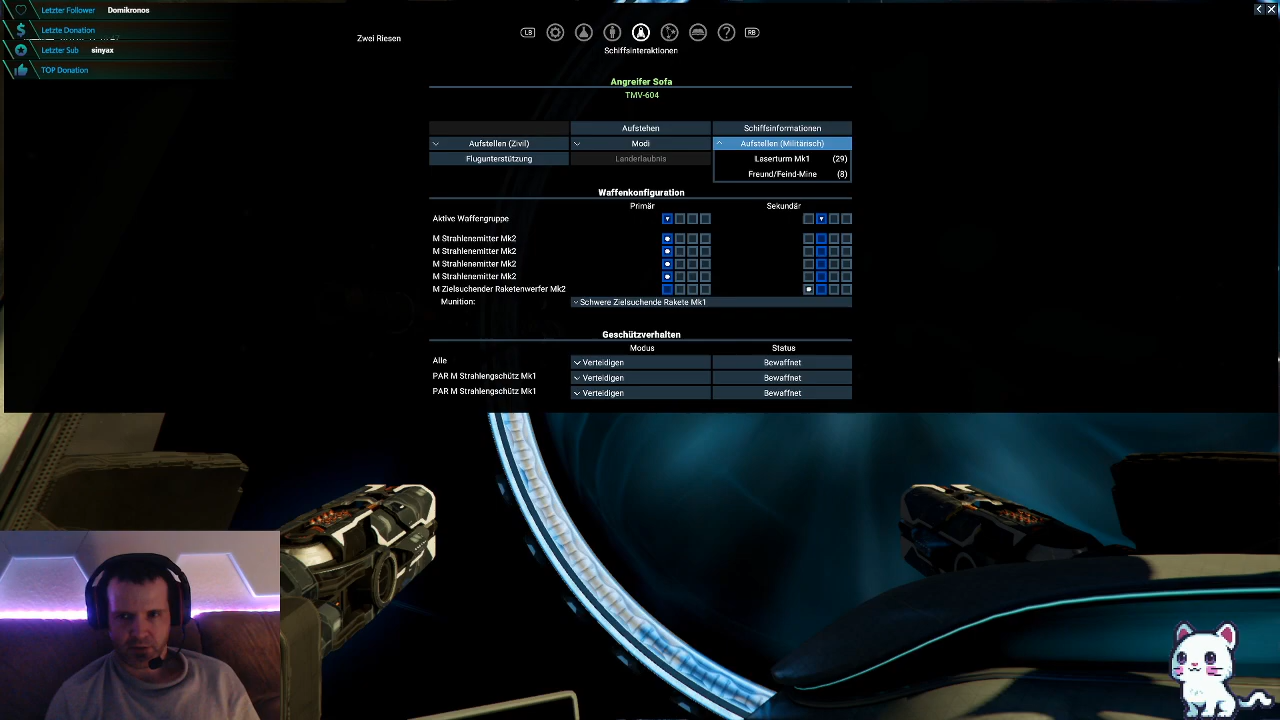 Letzter Follower Domikronos
Letzte Donation
Letzter Sub sinyax
TOP Donation
Zwei Riesen
LB ? RB
Schiffsinteraktionen
Angreifer Sofa
TMV-604
Aufstehen Schiffsinformationen
Aufstellen (Zivil) Modi Aufstellen (Militärisch)
Flugunterstützung Landerlaubnis Laserturm Mk1 (29)
Freund/Feind-Mine (8)
Waffenkonfiguration
Primär Sekundär
Aktive Waffengruppe
M Strahlenemitter Mk2
M Strahlenemitter Mk2
M Strahlenemitter Mk2
M Strahlenemitter Mk2
M Zielsuchender Raketenwerfer Mk2
Munition: Schwere Zielsuchende Rakete Mk1
Geschützverhalten
Modus Status
Alle Verteidigen Bewaffnet
PAR M Strahlengschütz Mk1 Verteidigen Bewaffnet
PAR M Strahlengschütz Mk1 Verteidigen Bewaffnet